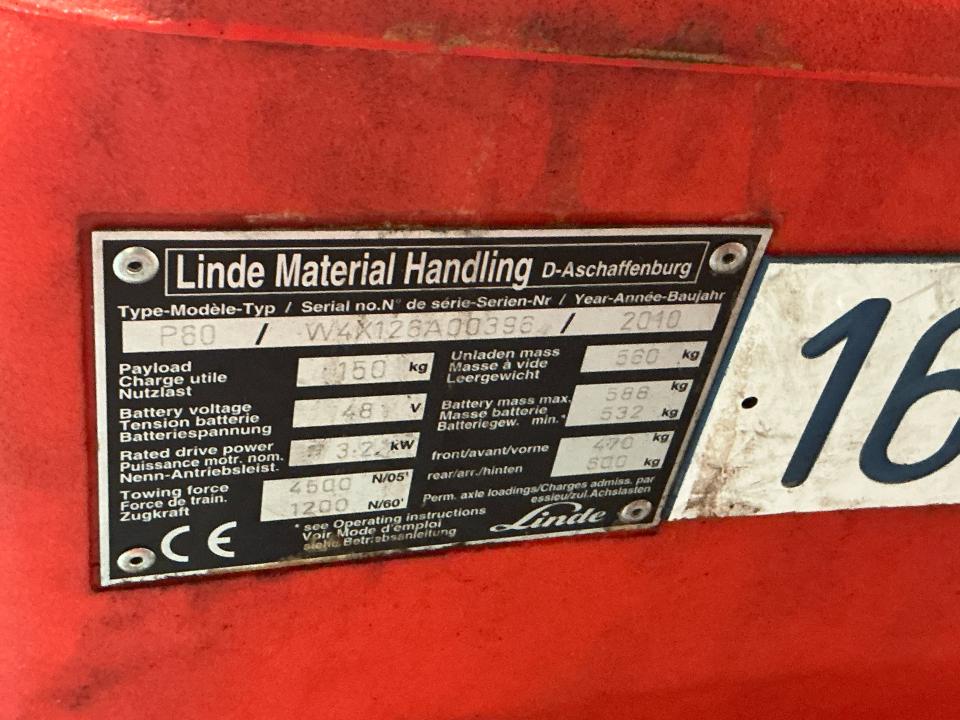 Linde Material Handling D-Aschaffenburg
Type-Modèle-Typ / Serial no.N° de série-Serien-Nr / Year-Année-Baujahr
P60 / W4X126A00396 / 2010
Payload
Charge utile
Nutzlast
150 kg
Unladen mass
Masse à vide
Leergewicht
560 kg
Battery voltage
Tension batterie
Batteriespannung
48 V
Battery mass max.
Masse batterie
Batteriegew. min.*
588 kg
532 kg
Rated drive power
Puissance motr. nom.
Nenn-Antriebsleist.
kW
front/avant/vorne
rear/arr./hinten
470 kg
600 kg
Towing force
Force de train.
Zugkraft
4500 N/05'
1200 N/60'
Perm. axle loadings/Charges admiss. par
essieu/zul.Achslasten
* see Operating instructions
Voir Mode d'emploi
siehe Betriebsanleitung
CE
Linde
16